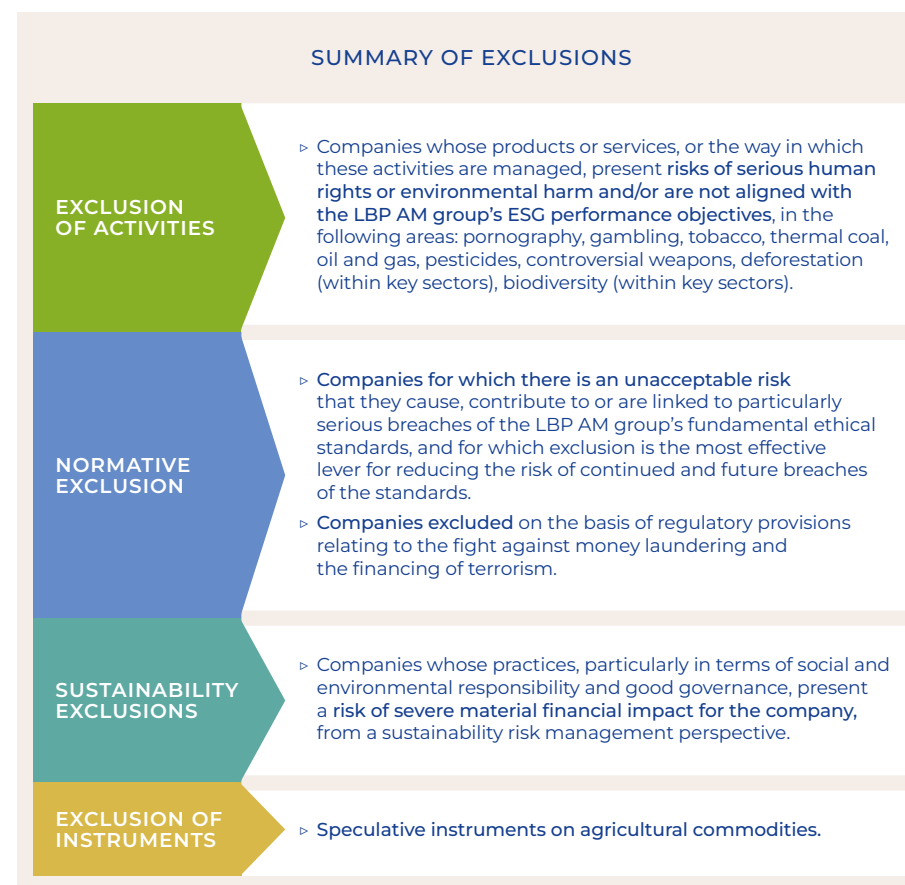 SUMMARY OF EXCLUSIONS
EXCLUSION
OF ACTIVITIES
▹ Companies whose products or services, or the way in which
these activities are managed, present risks of serious human
rights or environmental harm and/or are not aligned with
the LBP AM group’s ESG performance objectives, in the
following areas: pornography, gambling, tobacco, thermal coal,
oil and gas, pesticides, controversial weapons, deforestation
(within key sectors), biodiversity (within key sectors).
NORMATIVE
EXCLUSION
▹ Companies for which there is an unacceptable risk
that they cause, contribute to or are linked to particularly
serious breaches of the LBP AM group’s fundamental ethical
standards, and for which exclusion is the most effective
lever for reducing the risk of continued and future breaches
of the standards.
▹ Companies excluded on the basis of regulatory provisions
relating to the fight against money laundering and
the financing of terrorism.
SUSTAINABILITY
EXCLUSIONS
▹ Companies whose practices, particularly in terms of social and
environmental responsibility and good governance, present
a risk of severe material financial impact for the company,
from a sustainability risk management perspective.
EXCLUSION OF
INSTRUMENTS
▹ Speculative instruments on agricultural commodities.